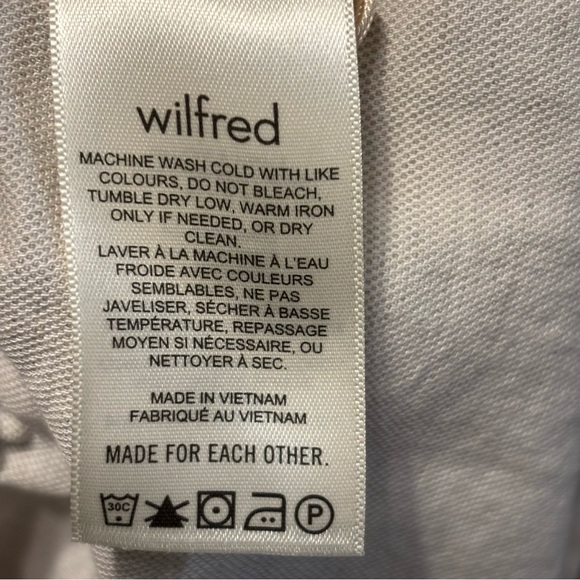 wilfred
MACHINE WASH COLD WITH LIKE
COLOURS, DO NOT BLEACH,
TUMBLE DRY LOW, WARM IRON
ONLY IF NEEDED, OR DRY
CLEAN.
LAVER À LA MACHINE À L'EAU
FROIDE AVEC COULEURS
SEMBLABLES, NE PAS
JAVELISER, SÉCHER À BASSE
TEMPÉRATURE, REPASSAGE
MOYEN SI NÉCESSAIRE, OU
NETTOYER À SEC.
MADE IN VIETNAM
FABRIQUÉ AU VIETNAM
MADE FOR EACH OTHER.
30C P